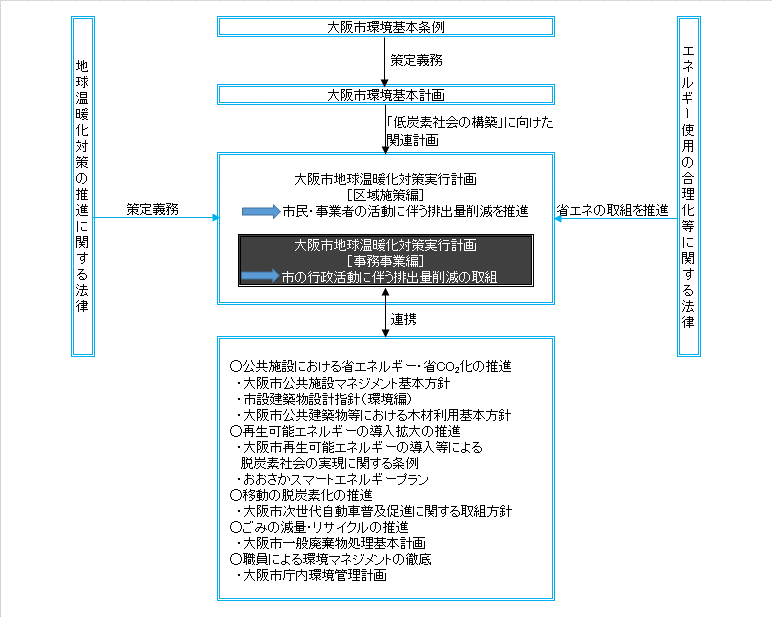 大阪市環境基本条例
策定義務
大阪市環境基本計画
「低炭素社会の構築」に向けた
関連計画
地球温暖化対策の推進に関する法律
策定義務
大阪市地球温暖化対策実行計画
[区域施策編]
市民・事業者の活動に伴う排出量削減を推進
大阪市地球温暖化対策実行計画
[事務事業編]
市の行政活動に伴う排出量削減の取組
省エネの取組を推進
エネルギー使用の合理化等に関する法律
連携
○公共施設における省エネルギー・省CO₂化の推進
・大阪市公共施設マネジメント基本方針
・市設建築物設計指針(環境編)
・大阪市公共建築物等における木材利用基本方針
○再生可能エネルギーの導入拡大の推進
・大阪市再生可能エネルギーの導入等による
脱炭素社会の実現に関する条例
・おおさかスマートエネルギープラン
○移動の脱炭素化の推進
・大阪市次世代自動車普及促進に関する取組方針
○ごみの減量・リサイクルの推進
・大阪市一般廃棄物処理基本計画
○職員による環境マネジメントの徹底
・大阪市庁内環境管理計画